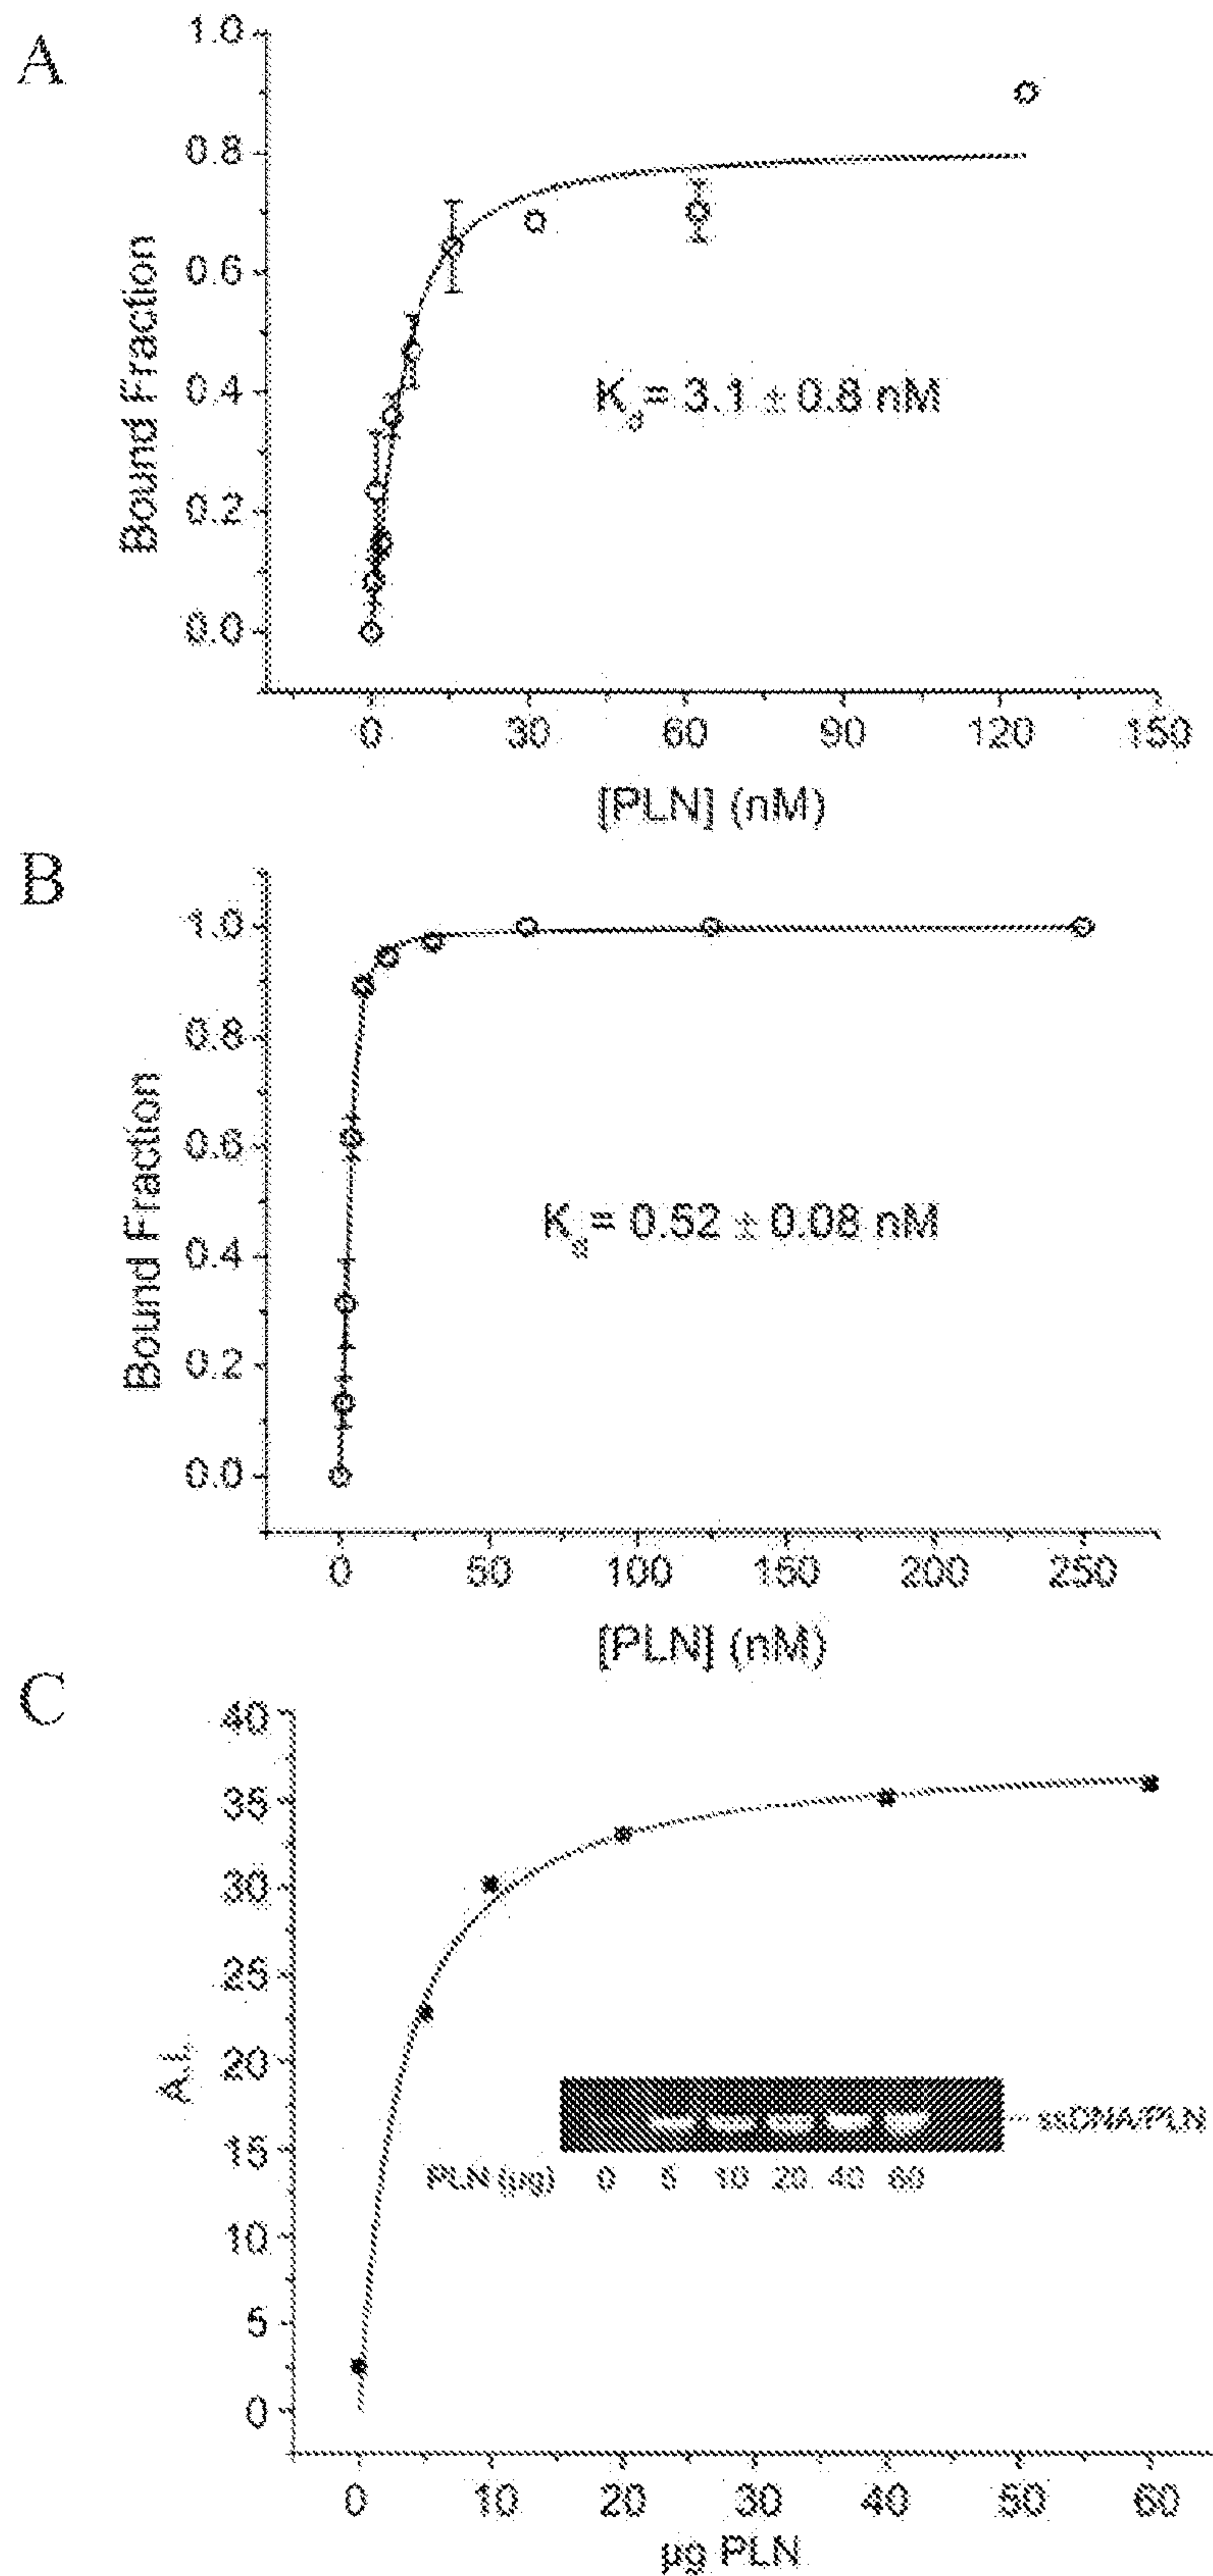 A
1.0
0.8
0.6
0.4
0.2
0.0
Bound Fraction
Kd = 3.1 ± 0.8 nM
0 30 60 90 120 150
[PLN] (nM)
B
1.0
0.8
0.6
0.4
0.2
0.0
Bound Fraction
Kd = 0.52 ± 0.08 nM
0 50 100 150 200 250
[PLN] (nM)
C
40
35
30
25
20
15
10
5
0
A.I.
ssDNA/PLN
PLN (µg) 0 5 10 20 40 60
0 10 20 30 40 50 60
µg PLN